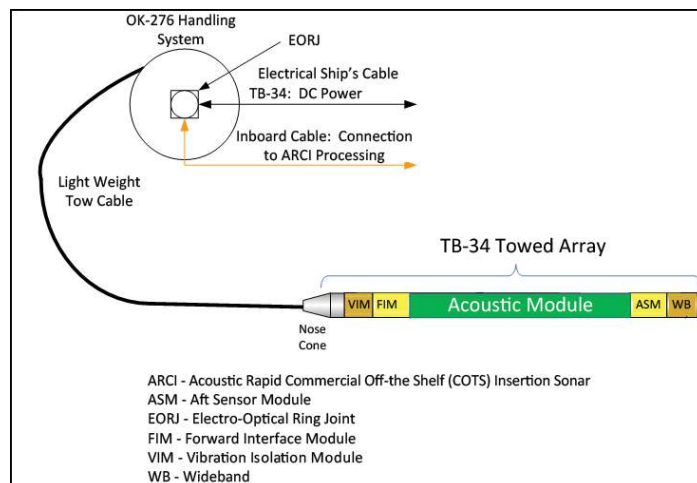 OK-276 Handling
System
EORJ
Electrical Ship's Cable
TB-34: DC Power
Inboard Cable: Connection
to ARCI Processing
Light Weight
Tow Cable
TB-34 Towed Array
VIM FIM Acoustic Module ASM WB
Nose
Cone
ARCI - Acoustic Rapid Commercial Off-the Shelf (COTS) Insertion Sonar
ASM - Aft Sensor Module
EORJ - Electro-Optical Ring Joint
FIM - Forward Interface Module
VIM - Vibration Isolation Module
WB - Wideband